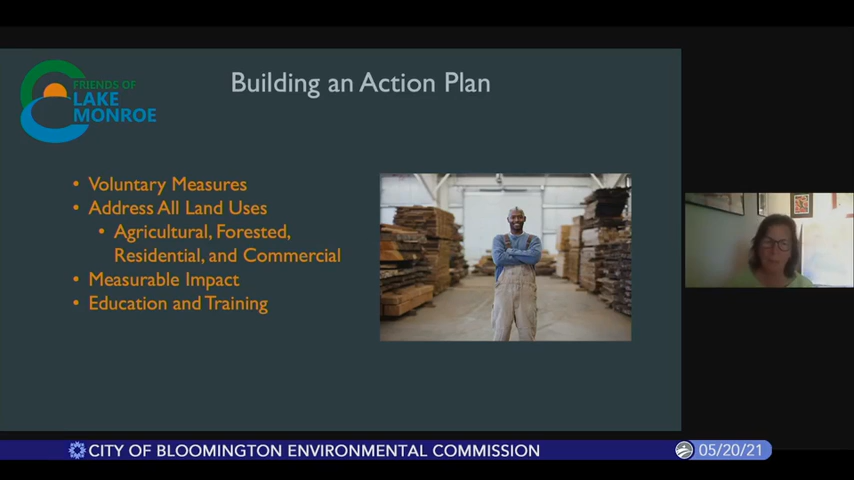 FRIENDS OF
LAKE
MONROE
Building an Action Plan
• Voluntary Measures
• Address All Land Uses
• Agricultural, Forested,
Residential, and Commercial
• Measurable Impact
• Education and Training
CITY OF BLOOMINGTON ENVIRONMENTAL COMMISSION
05/20/21